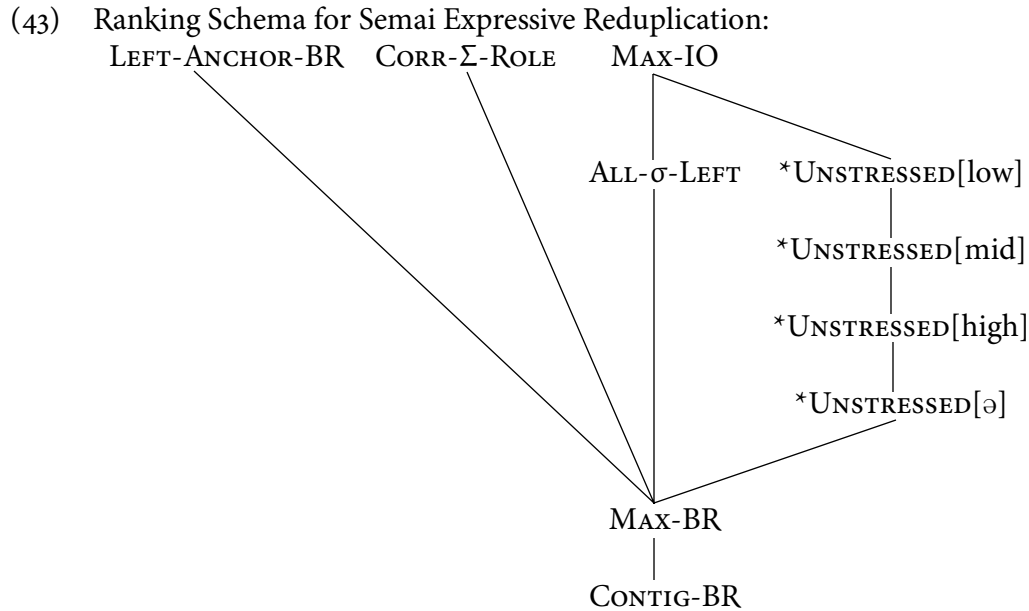 (43) Ranking Schema for Semai Expressive Reduplication:
LEFT-ANCHOR-BR CORR-Σ-ROLE MAX-IO
ALL-σ-LEFT *UNSTRESSED[low]
*UNSTRESSED[mid]
*UNSTRESSED[high]
*UNSTRESSED[ə]
MAX-BR
CONTIG-BR